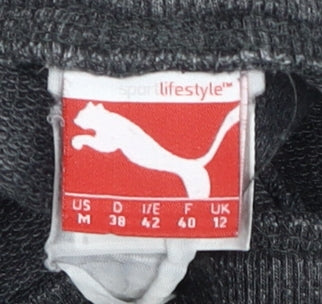 sportlifestyle™
US D I/E F UK
M 38 42 40 12